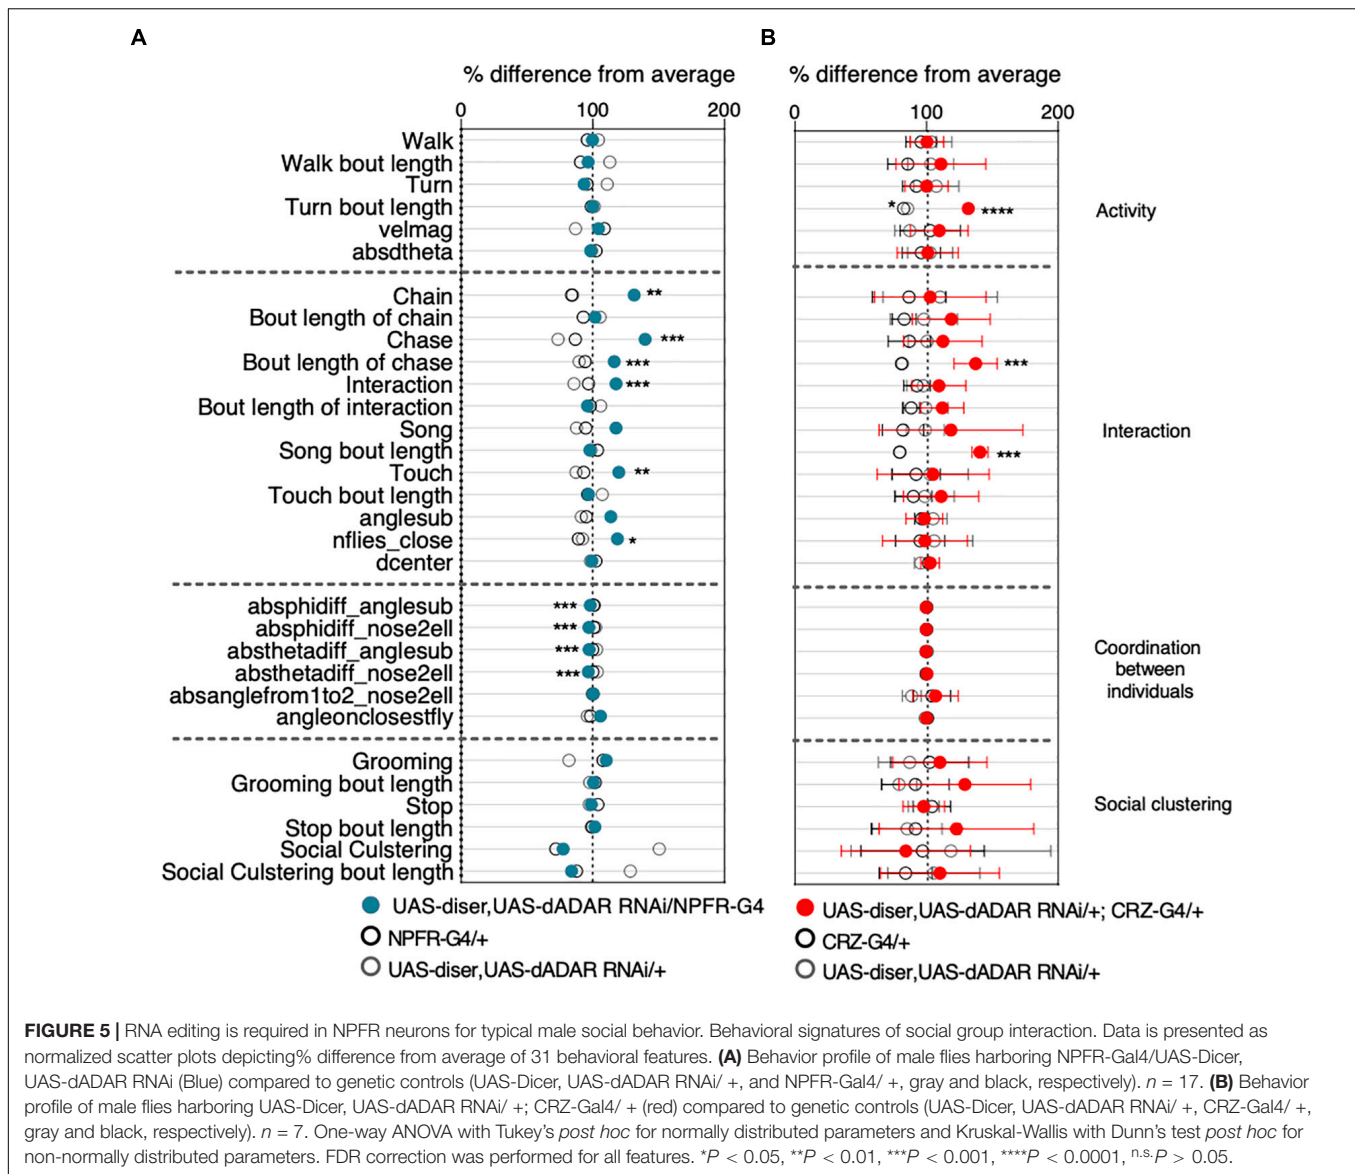 A
B
% difference from average
% difference from average
0 100 200
0 100 200
Walk
Walk bout length
Turn
Turn bout length
* ****
velmag
absdtheta
Activity
Chain **
Bout length of chain
Chase ***
Bout length of chase ***
***
Interaction ***
Bout length of interaction
Song
Song bout length
***
Touch **
Touch bout length
anglesub
nflies_close *
dcenter
Interaction
absphidiff_anglesub ***
absphidiff_nose2ell ***
absthetadiff_anglesub ***
absthetadiff_nose2ell ***
absanglefrom1to2_nose2ell
angleonclosestfly
Coordination
between
individuals
Grooming
Grooming bout length
Stop
Stop bout length
Social Culstering
Social Culstering bout length
Social clustering
UAS-diser,UAS-dADAR RNAi/NPFR-G4
NPFR-G4/+
UAS-diser,UAS-dADAR RNAi/+
UAS-diser,UAS-dADAR RNAi/+; CRZ-G4/+
CRZ-G4/+
UAS-diser,UAS-dADAR RNAi/+
FIGURE 5 | RNA editing is required in NPFR neurons for typical male social behavior. Behavioral signatures of social group interaction. Data is presented as
normalized scatter plots depicting% difference from average of 31 behavioral features. (A) Behavior profile of male flies harboring NPFR-Gal4/UAS-Dicer,
UAS-dADAR RNAi (Blue) compared to genetic controls (UAS-Dicer, UAS-dADAR RNAi/ +, and NPFR-Gal4/ +, gray and black, respectively). n = 17. (B) Behavior
profile of male flies harboring UAS-Dicer, UAS-dADAR RNAi/ +; CRZ-Gal4/ + (red) compared to genetic controls (UAS-Dicer, UAS-dADAR RNAi/ +, CRZ-Gal4/ +,
gray and black, respectively). n = 7. One-way ANOVA with Tukey's post hoc for normally distributed parameters and Kruskal-Wallis with Dunn's test post hoc for
non-normally distributed parameters. FDR correction was performed for all features. *P < 0.05, **P < 0.01, ***P < 0.001, ****P < 0.0001, n.s.P > 0.05.